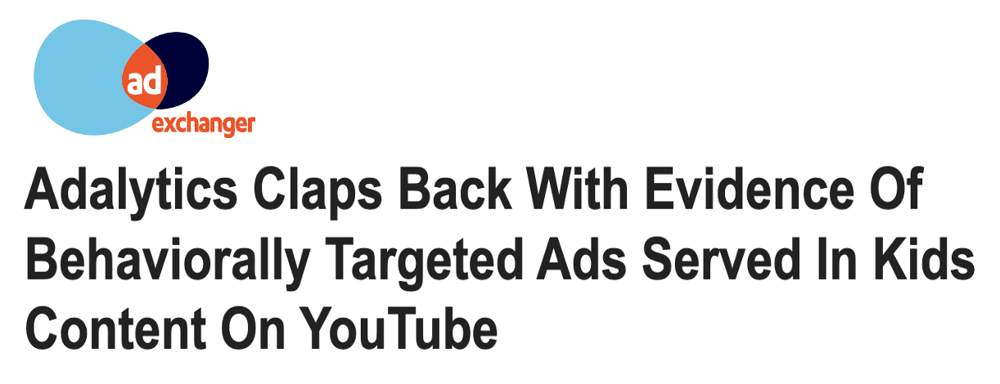 ad
exchanger
Adalytics Claps Back With Evidence Of
Behaviorally Targeted Ads Served In Kids
Content On YouTube